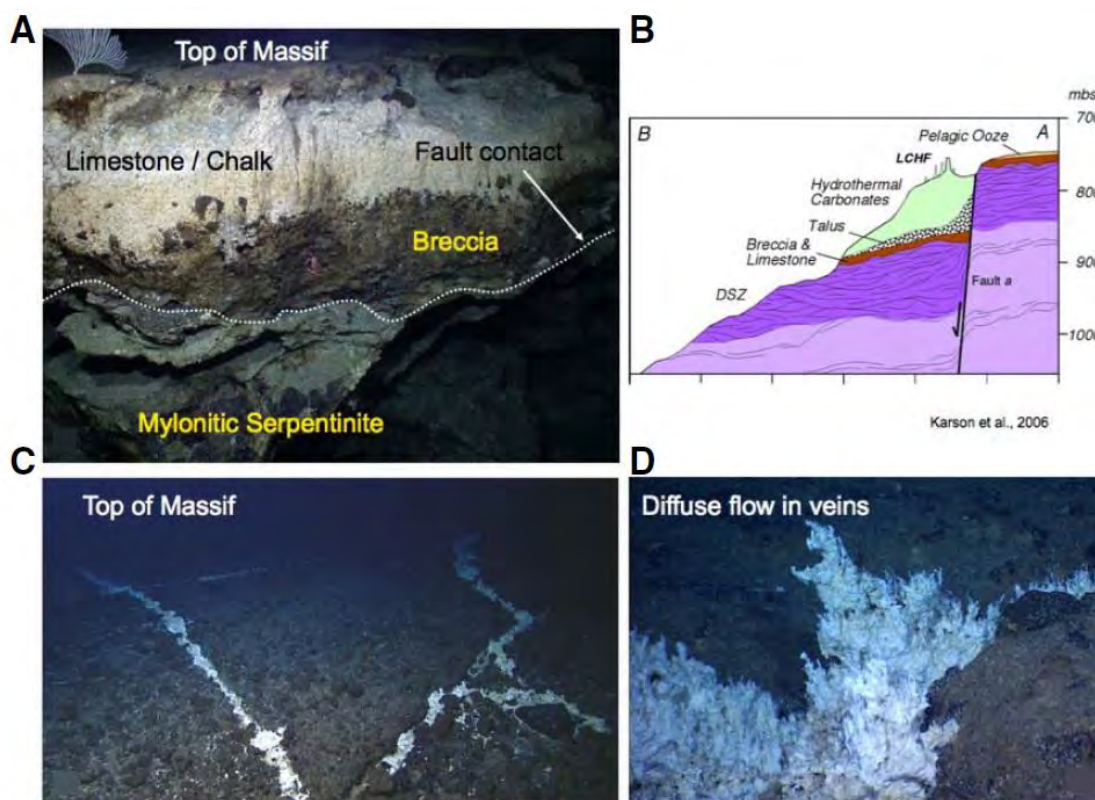 A
Top of Massif
Limestone / Chalk
Fault contact
Breccia
Mylonitic Serpentinite
B
mbs
B
A
700
Pelagic Ooze
LCHF
Hydrothermal
Carbonates
800
Talus
Breccia &
Limestone
900
DSZ
Fault a
1000
Karson et al., 2006
C
Top of Massif
D
Diffuse flow in veins